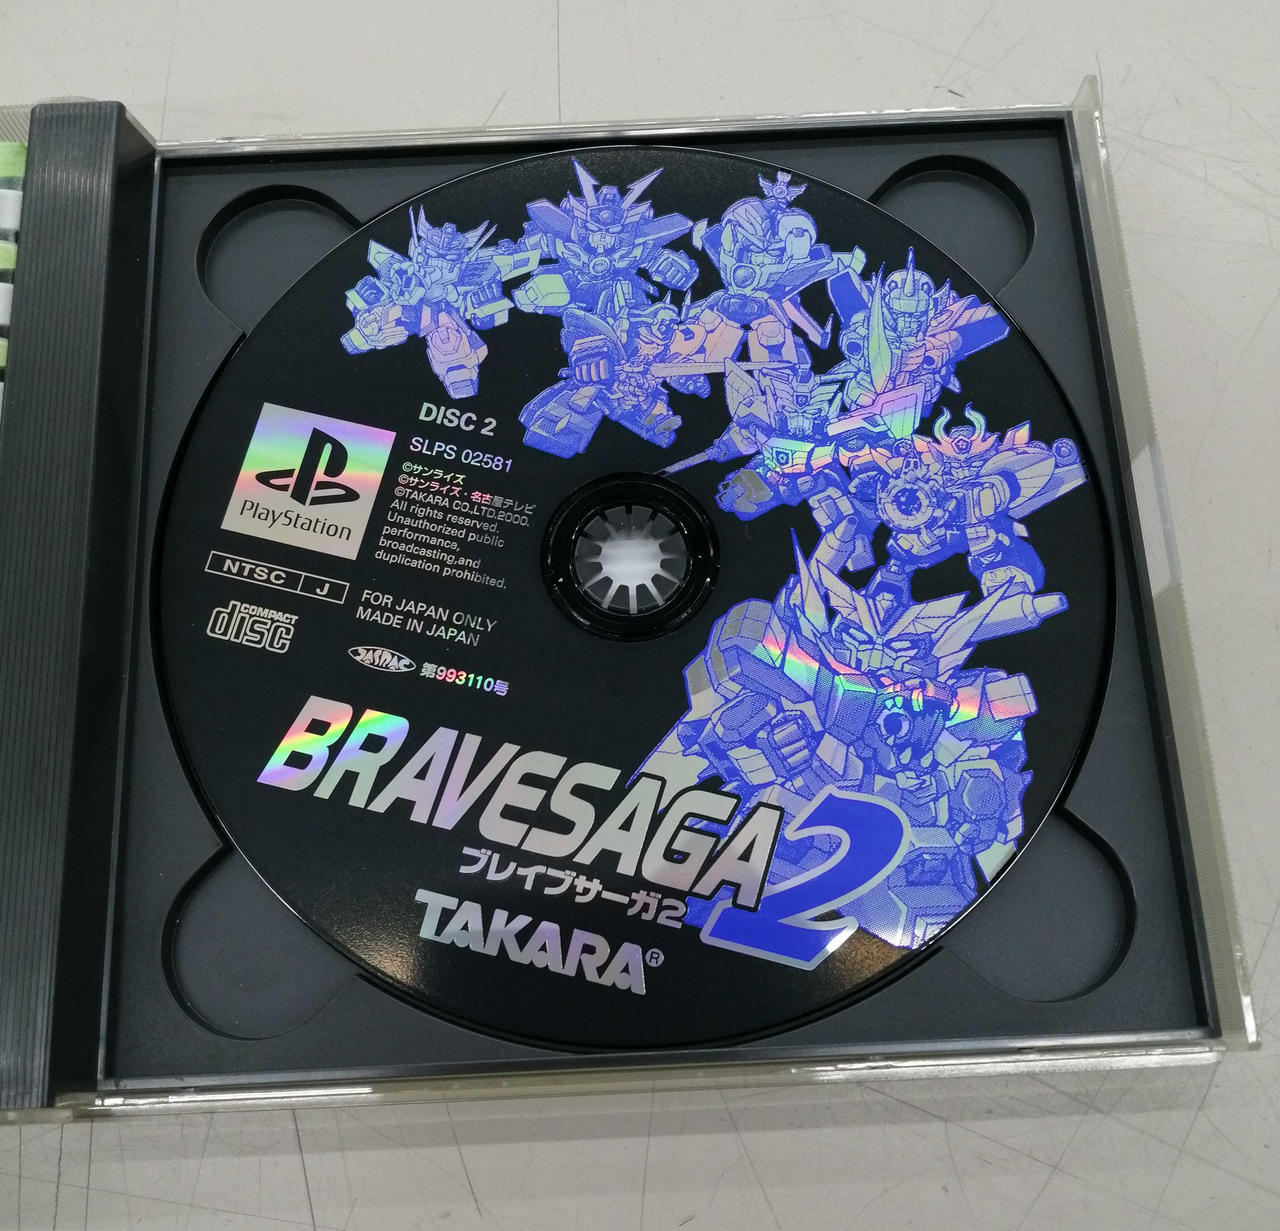 DISC 2
SLPS 02581
©サンライズ
©サンライズ・名古屋テレビ
©TAKARA CO.,LTD.2000.
All rights reserved.
Unauthorized public
performance,
broadcasting,and
duplication prohibited.
PlayStation
NTSC J
FOR JAPAN ONLY
MADE IN JAPAN
COMPACT
disc
JASRAC
第993110号
BRAVESAGA2
ブレイブサーガ2
TAKARA®